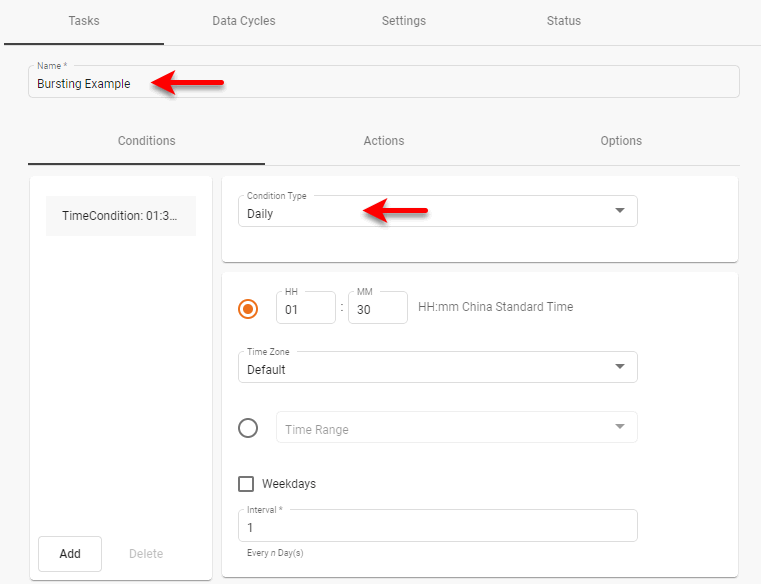 Tasks Data Cycles Settings Status
Name *
Bursting Example
Conditions Actions Options
TimeCondition: 01:3...
Condition Type
Daily
HH MM
01 : 30 HH:mm China Standard Time
Time Zone
Default
Time Range
Weekdays
Interval *
1
Every n Day(s)
Add Delete